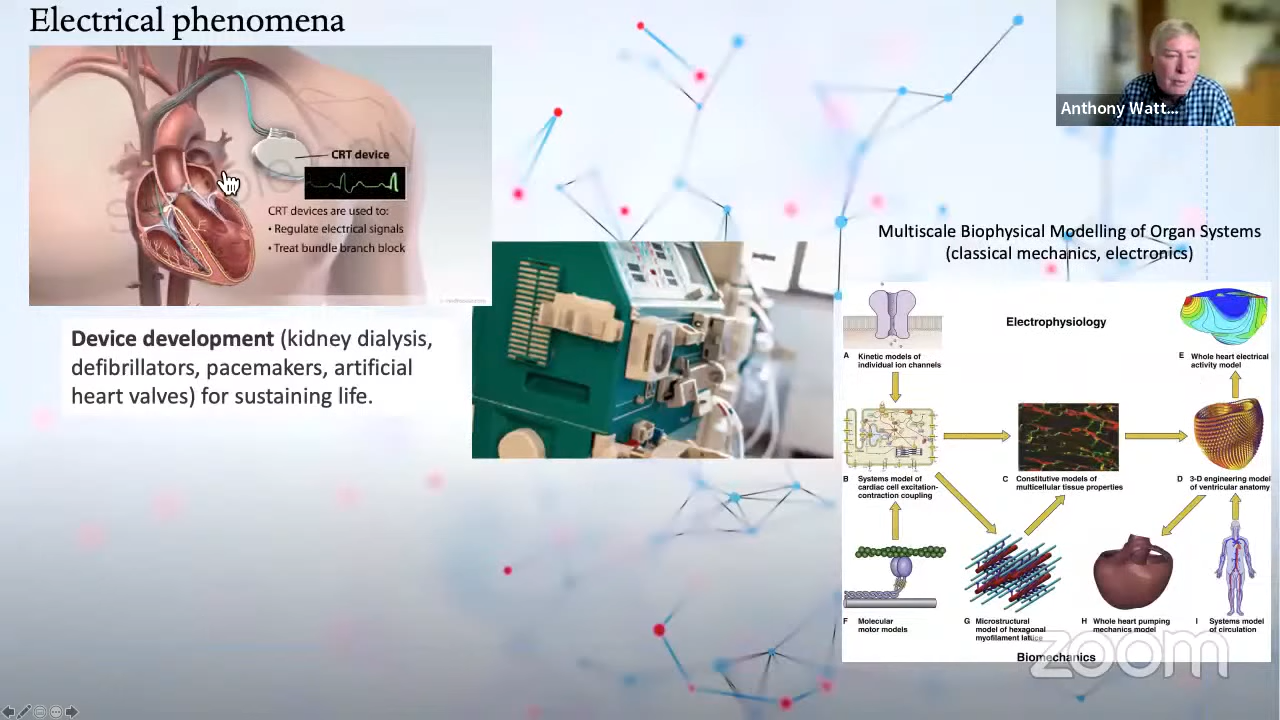 Electrical phenomena
Anthony Watt...
CRT device
CRT devices are used to:
• Regulate electrical signals
• Treat bundle branch block
Device development (kidney dialysis,
defibrillators, pacemakers, artificial
heart valves) for sustaining life.
Multiscale Biophysical Modelling of Organ Systems
(classical mechanics, electronics)
Electrophysiology
A Kinetic models of
individual ion channels
E Whole heart electrical
activity model
B Systems model of
cardiac cell excitation-
contraction coupling
C Constitutive models of
multicellular tissue properties
D 3-D engineering model
of ventricular anatomy
F Molecular
motor models
G Microstructural
model of hexagonal
myofilament lattice
H Whole heart pumping
mechanics model
I Systems model
of circulation
Biomechanics
zoom